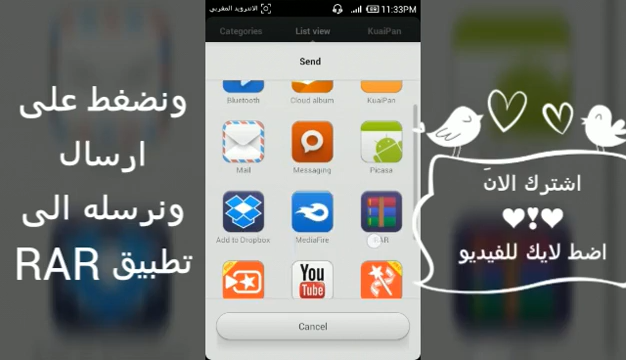 الاندرويد المغربي
11:33PM
Categories List view KuaiPan
Send
Bluetooth Cloud album KuaiPan
Mail Messaging Picasa
Add to Dropbox MediaFire RAR
You
Tube
Cancel
ونضغط على
ارسال
ونرسله الى
تطبيق RAR
اشترك الان
اضط لايك للفيديو